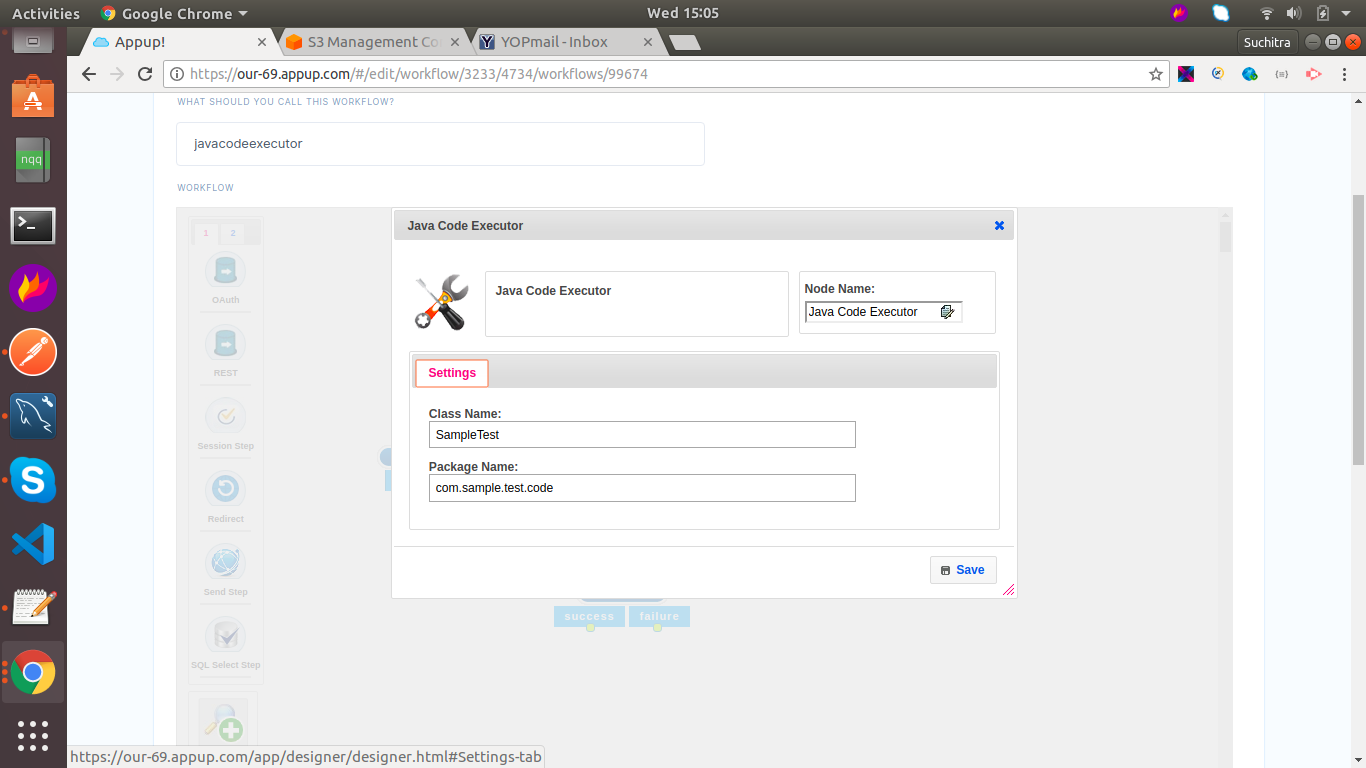 Activities
Google Chrome
Wed 15:05
Appup!
S3 Management Co
YOPmail - Inbox
Suchitra
https://our-69.appup.com/#/edit/workflow/3233/4734/workflows/99674
WHAT SHOULD YOU CALL THIS WORKFLOW?
javacodeexecutor
WORKFLOW
1 2
OAuth
REST
Session Step
Redirect
Send Step
SQL Select Step
Java Code Executor
Java Code Executor
Node Name:
Java Code Executor
Settings
Class Name:
SampleTest
Package Name:
com.sample.test.code
Save
success failure
nqq
https://our-69.appup.com/app/designer/designer.html#Settings-tab